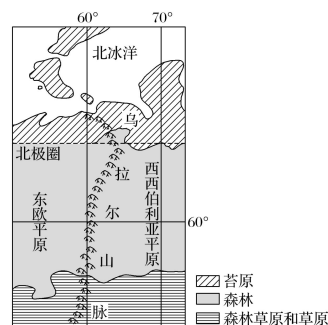 60° 70°
北冰洋
乌拉尔山脉
北极圈
东欧平原
西西伯利亚平原
60°
苔原
森林
森林草原和草原